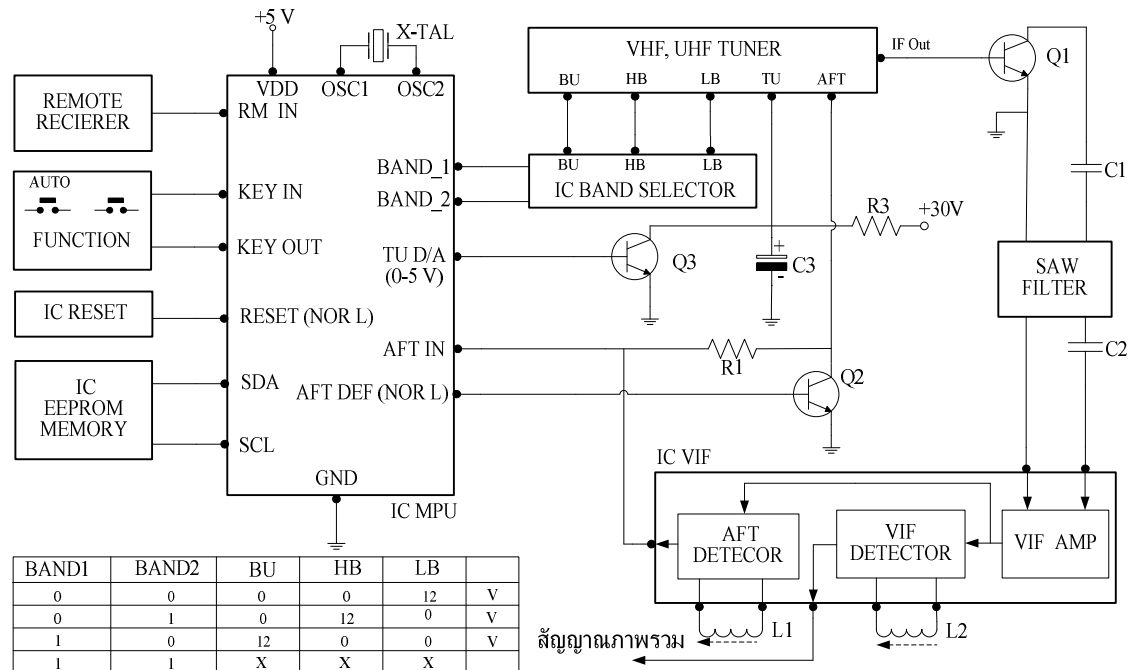 +5 V
X-TAL
VDD OSC1 OSC2
REMOTE
RECIERER
RM IN
AUTO
FUNCTION
KEY IN
KEY OUT
IC RESET
RESET (NOR L)
IC
EEPROM
MEMORY
SDA
SCL
GND
IC MPU
BAND_1
BAND_2
TU D/A
(0-5 V)
AFT IN
AFT DEF (NOR L)
VHF, UHF TUNER
BU HB LB TU AFT
IF Out
Q1
BU HB LB
IC BAND SELECTOR
R3
+30V
Q3
+
-
C3
C1
SAW
FILTER
C2
R1
Q2
IC VIF
AFT
DETECOR
VIF
DETECTOR
VIF AMP
L1
L2
สัญญาณภาพรวม
BAND1 BAND2 BU HB LB
0 0 0 0 12 V
0 1 0 12 0 V
1 0 12 0 0 V
1 1 X X X